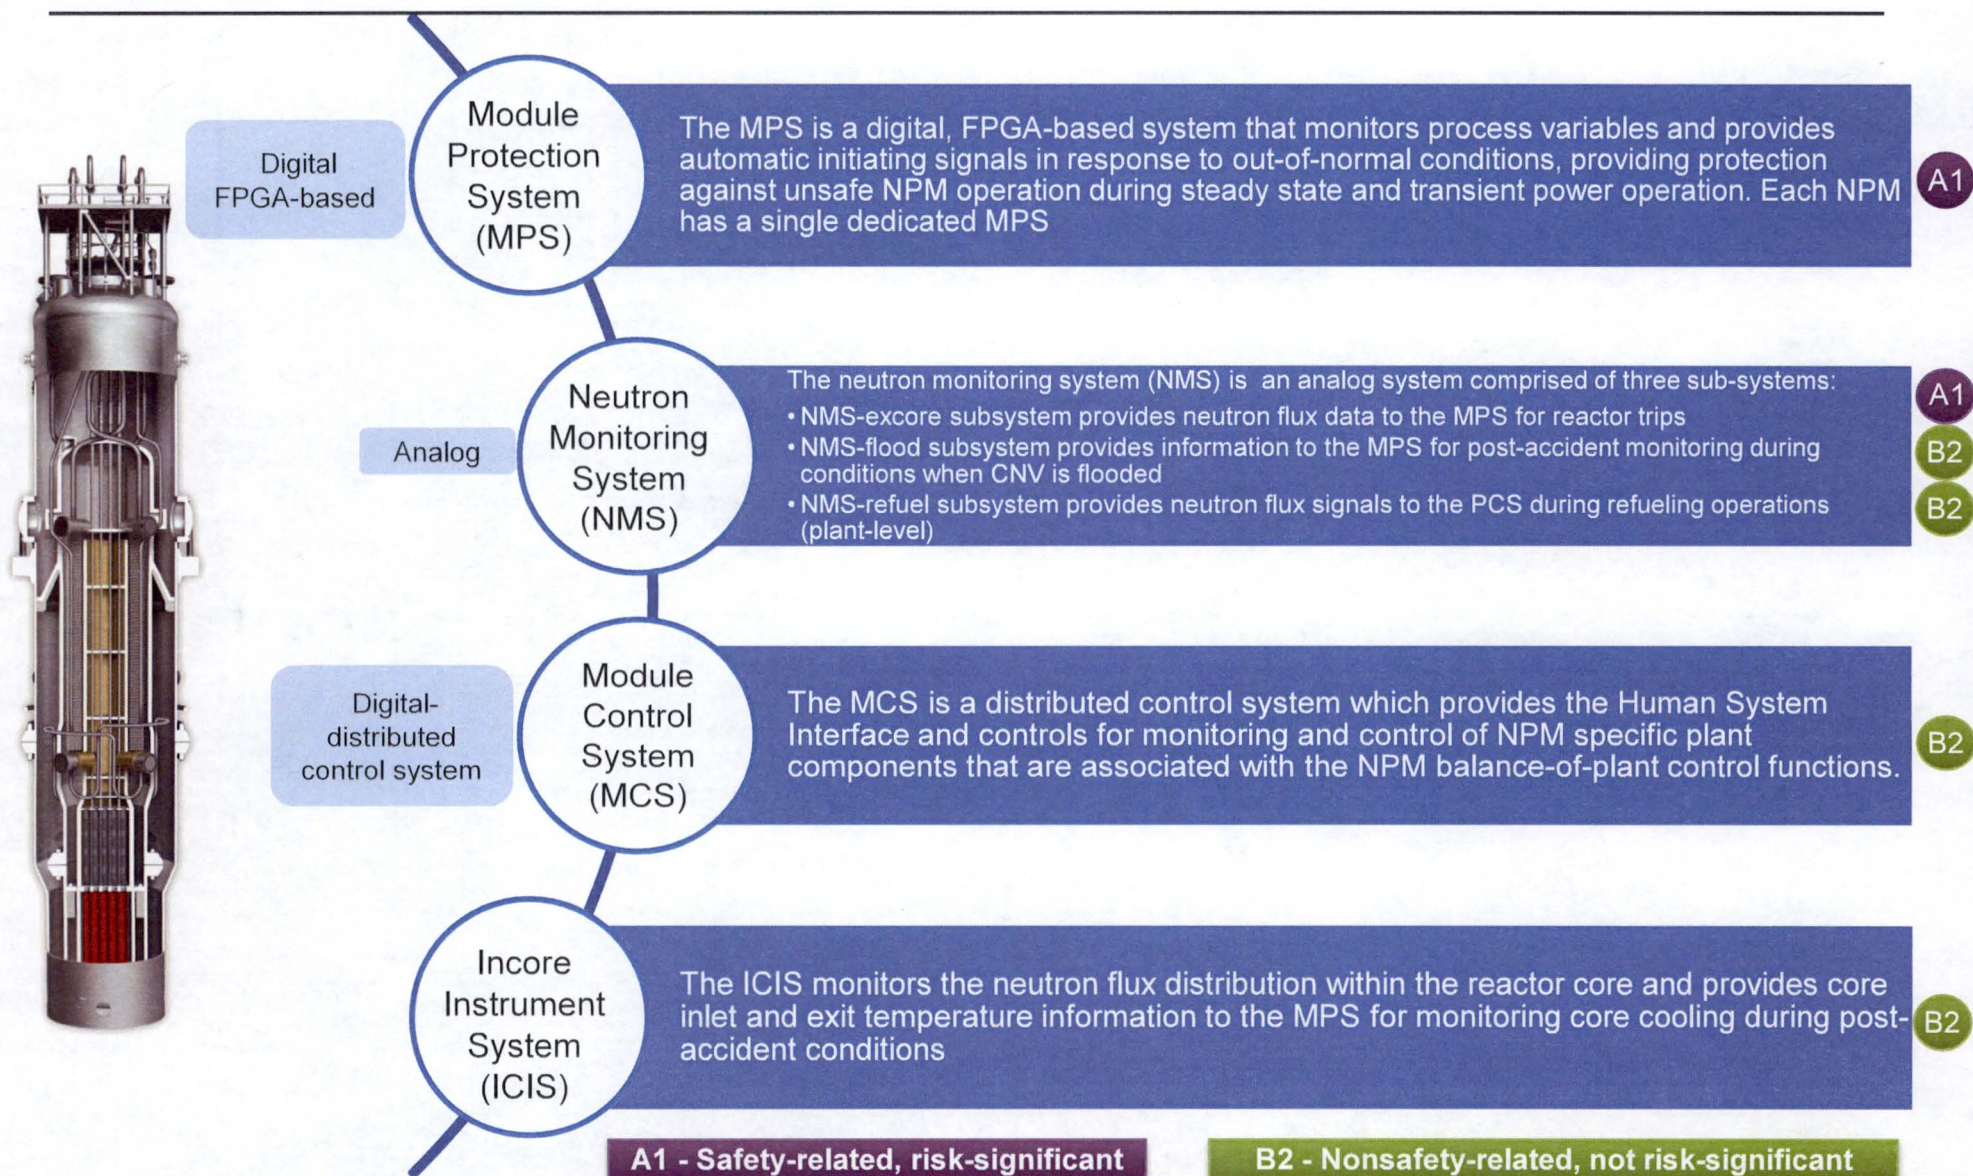 Digital
FPGA-based
Module
Protection
System
(MPS)
The MPS is a digital, FPGA-based system that monitors process variables and provides
automatic initiating signals in response to out-of-normal conditions, providing protection
against unsafe NPM operation during steady state and transient power operation. Each NPM
has a single dedicated MPS
A1
Analog
Neutron
Monitoring
System
(NMS)
The neutron monitoring system (NMS) is an analog system comprised of three sub-systems:
• NMS-excore subsystem provides neutron flux data to the MPS for reactor trips
• NMS-flood subsystem provides information to the MPS for post-accident monitoring during
conditions when CNV is flooded
• NMS-refuel subsystem provides neutron flux signals to the PCS during refueling operations
(plant-level)
A1
B2
B2
Digital-
distributed
control system
Module
Control
System
(MCS)
The MCS is a distributed control system which provides the Human System
Interface and controls for monitoring and control of NPM specific plant
components that are associated with the NPM balance-of-plant control functions.
B2
Incore
Instrument
System
(ICIS)
The ICIS monitors the neutron flux distribution within the reactor core and provides core
inlet and exit temperature information to the MPS for monitoring core cooling during post-
accident conditions
B2
A1 - Safety-related, risk-significant
B2 - Nonsafety-related, not risk-significant